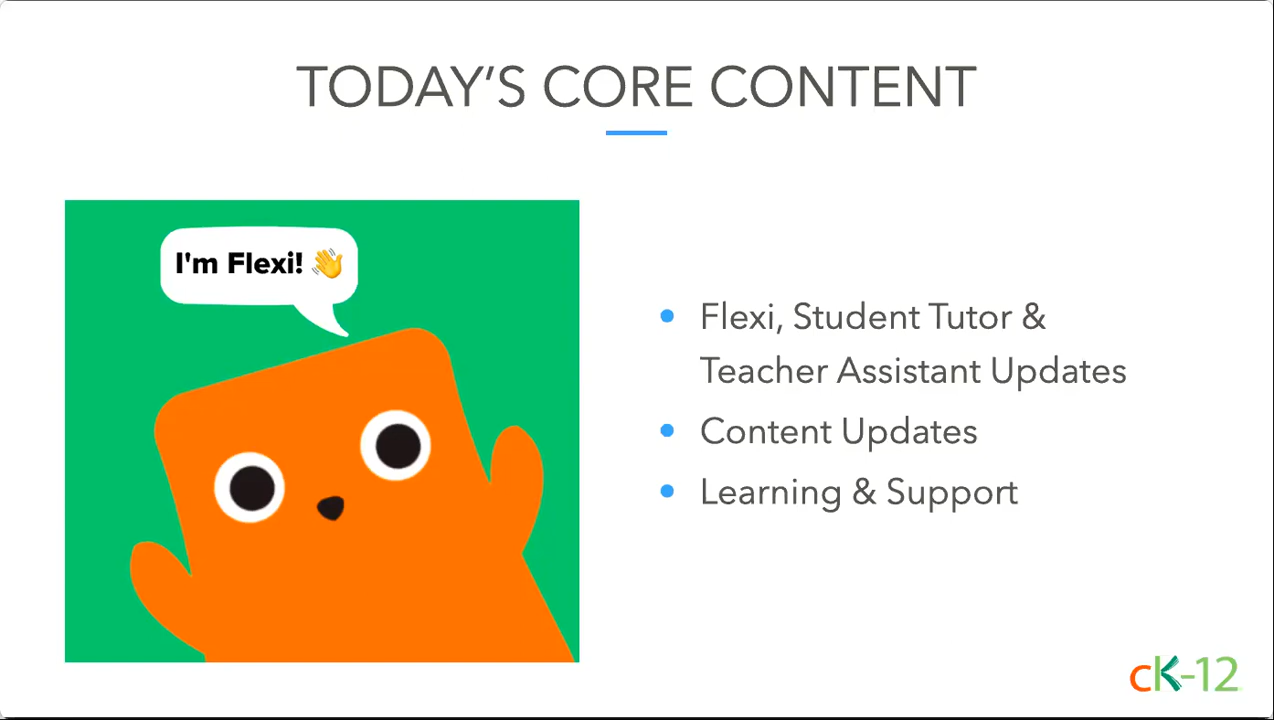 TODAY’S CORE CONTENT
I'm Flexi! 👋
• Flexi, Student Tutor &
Teacher Assistant Updates
• Content Updates
• Learning & Support
cK-12